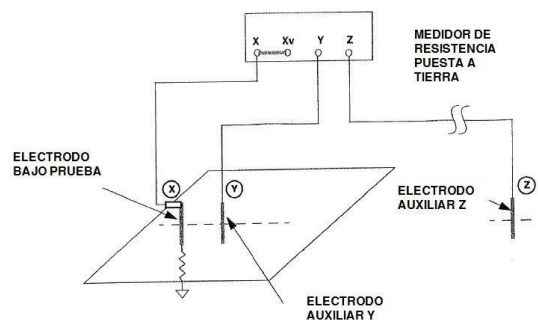 X Xv Y Z
MEDIDOR DE
RESISTENCIA
PUESTA A
TIERRA
ELECTRODO
BAJO PRUEBA
X
Y
ELECTRODO
AUXILIAR Z
Z
ELECTRODO
AUXILIAR Y